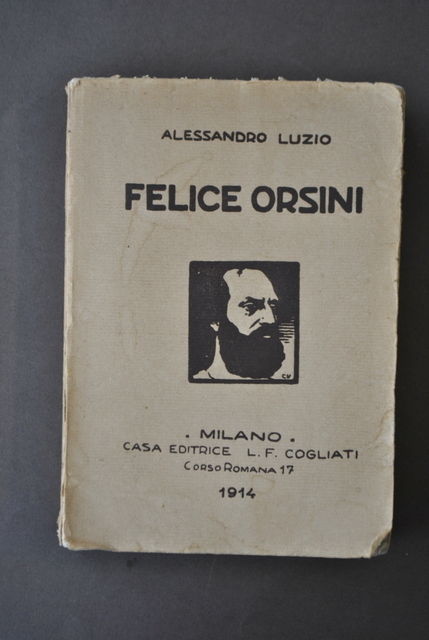 ALESSANDRO LUZIO
FELICE ORSINI
. MILANO .
CASA EDITRICE L. F. COGLIATI
CORSO ROMANA 17
1914